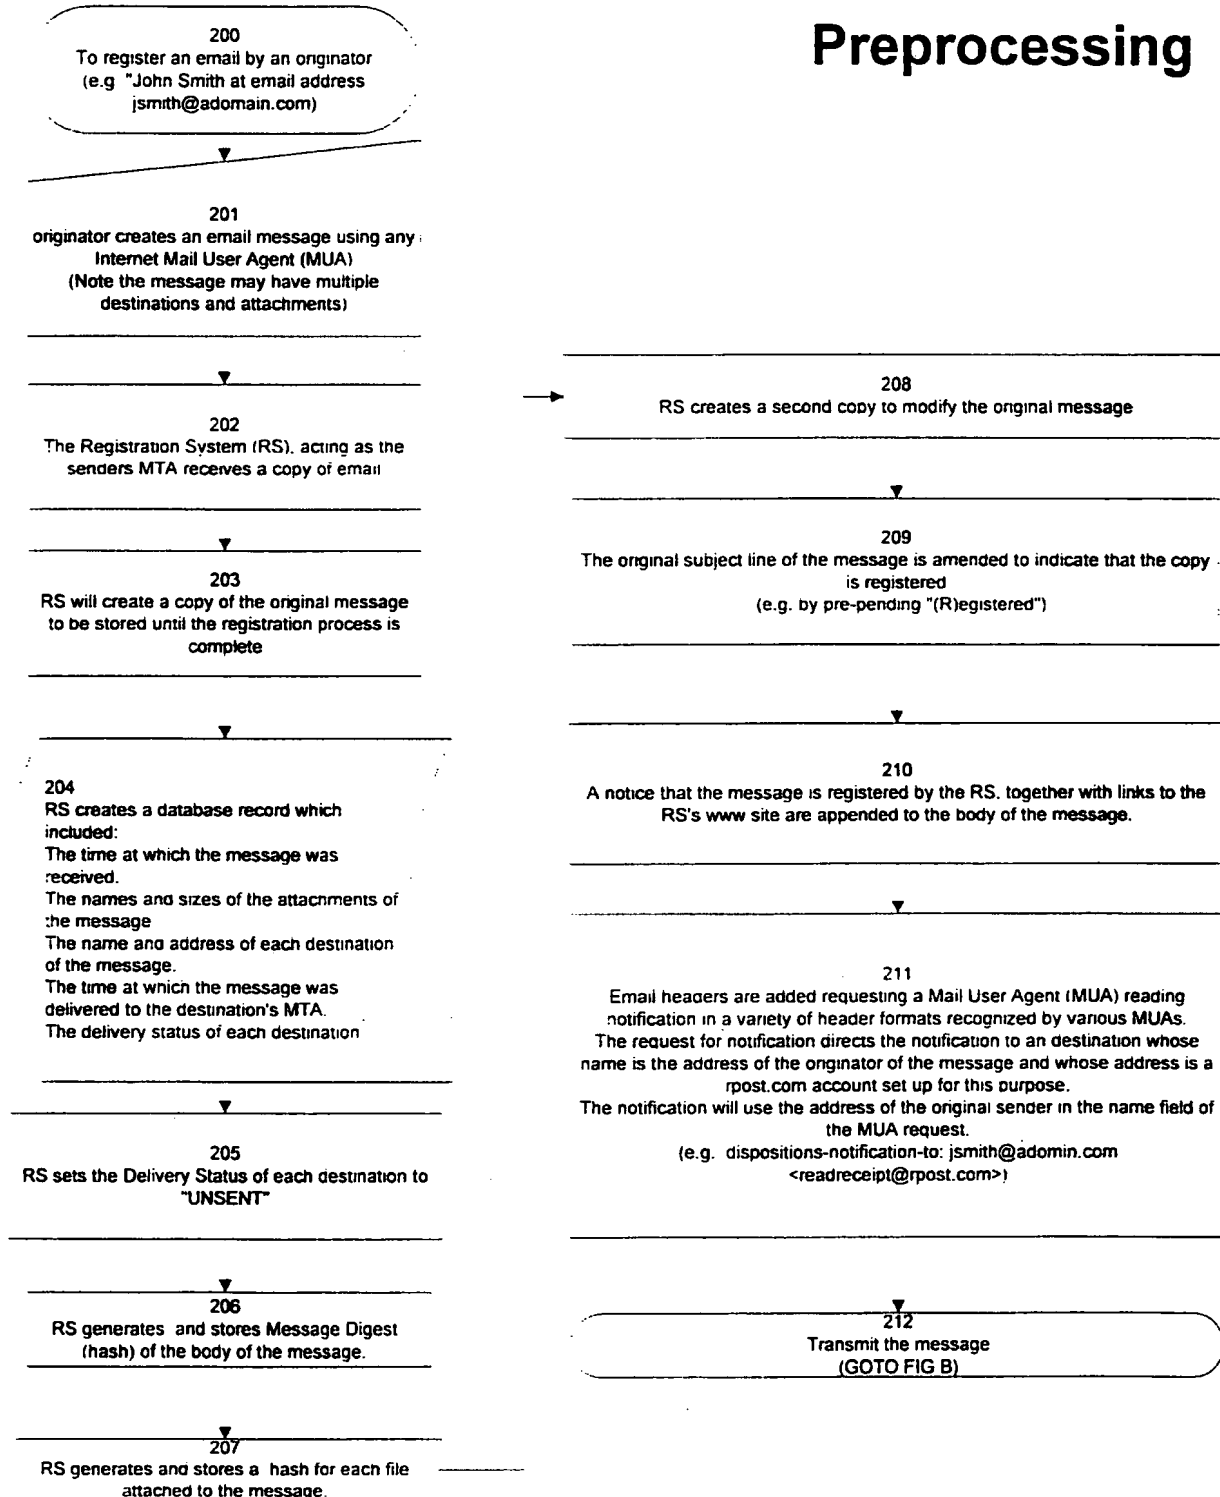 Preprocessing
200
To register an email by an originator
(e.g "John Smith at email address
jsmith@adomain.com)
201
originator creates an email message using any
Internet Mail User Agent (MUA)
(Note the message may have multiple
destinations and attachments)
202
The Registration System (RS), acting as the
senders MTA receives a copy of email
203
RS will create a copy of the original message
to be stored until the registration process is
complete
204
RS creates a database record which
included:
The time at which the message was
received.
The names and sizes of the attachments of
the message
The name and address of each destination
of the message.
The time at which the message was
delivered to the destination's MTA.
The delivery status of each destination
205
RS sets the Delivery Status of each destination to
"UNSENT"
206
RS generates and stores Message Digest
(hash) of the body of the message.
207
RS generates and stores a hash for each file
attached to the message.
208
RS creates a second copy to modify the original message
209
The original subject line of the message is amended to indicate that the copy
is registered
(e.g. by pre-pending "(R)egistered")
210
A notice that the message is registered by the RS. together with links to the
RS's www site are appended to the body of the message.
211
Email headers are added requesting a Mail User Agent (MUA) reading
notification in a variety of header formats recognized by various MUAs.
The request for notification directs the notification to an destination whose
name is the address of the originator of the message and whose address is a
rpost.com account set up for this purpose.
The notification will use the address of the original sender in the name field of
the MUA request.
(e.g. dispositions-notification-to: jsmith@adomin.com
<readreceipt@rpost.com>)
212
Transmit the message
(GOTO FIG B)